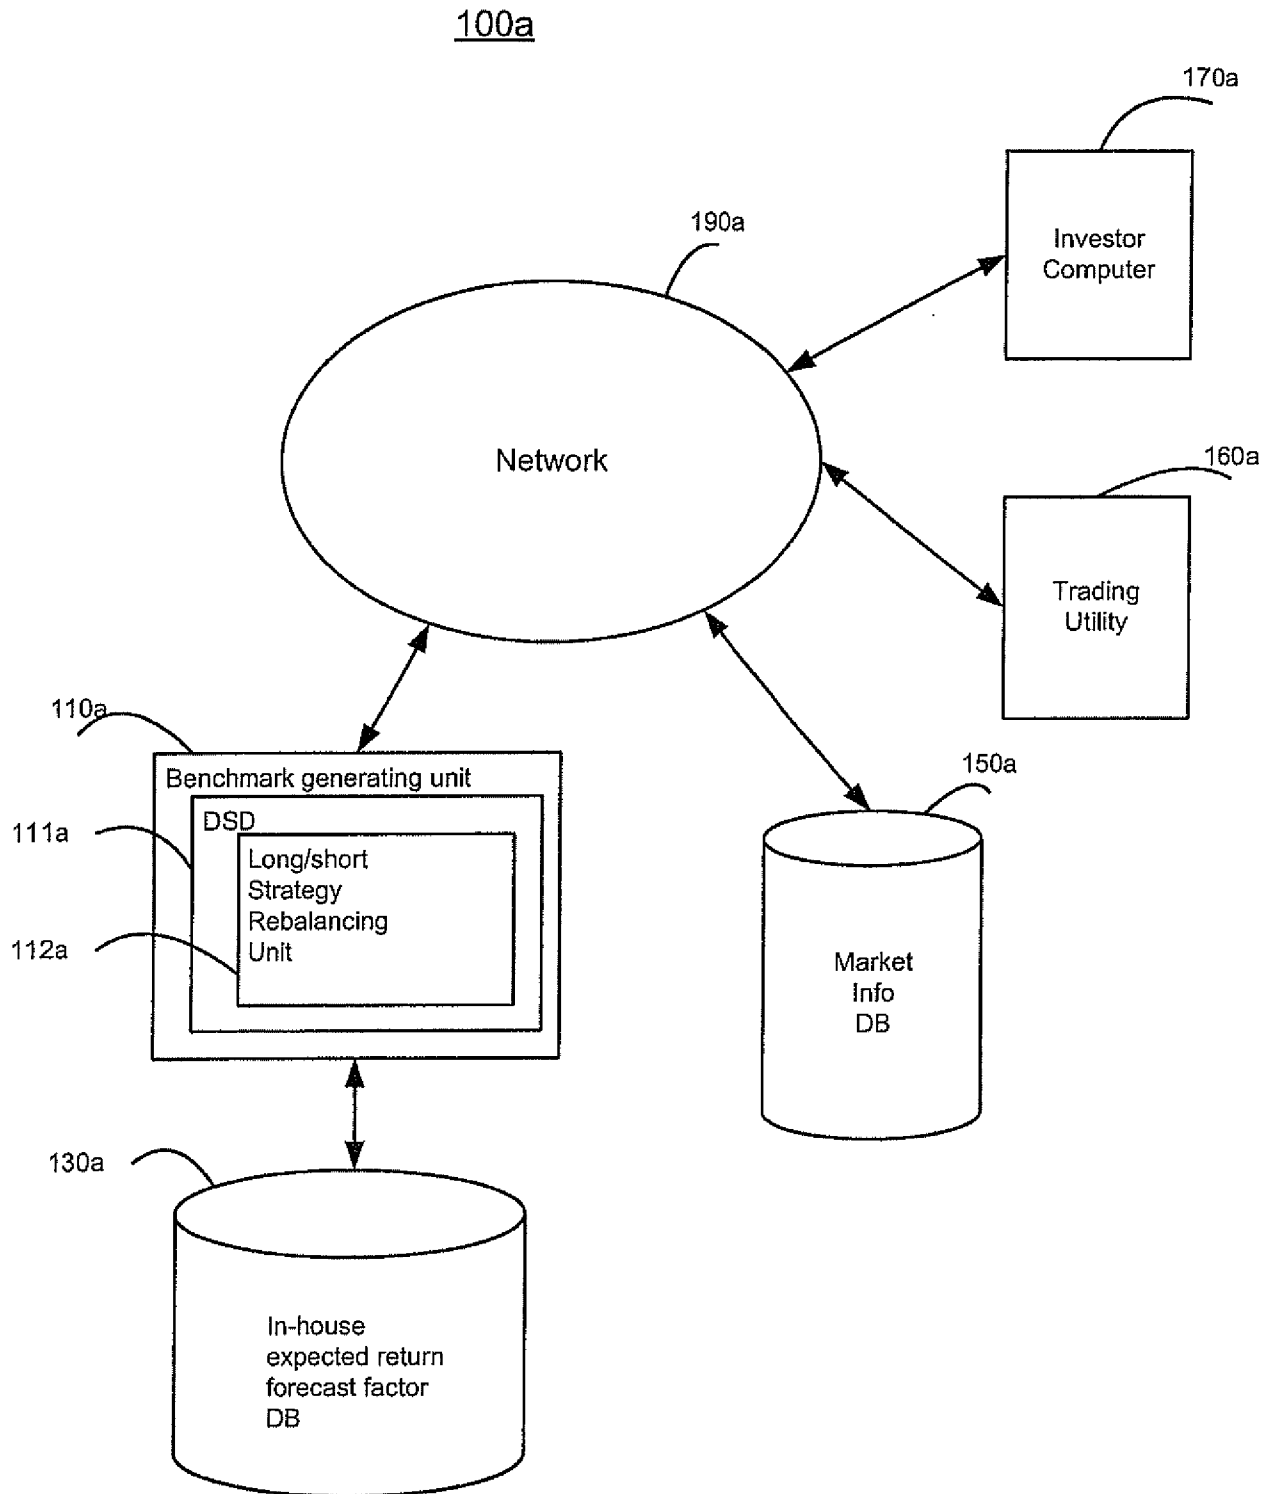 100a
170a
Investor
Computer
190a
Network
160a
Trading
Utility
110a
Benchmark generating unit
150a
111a
DSD
Long/short
Strategy
Rebalancing
Unit
112a
Market
Info
DB
130a
In-house
expected return
forecast factor
DB